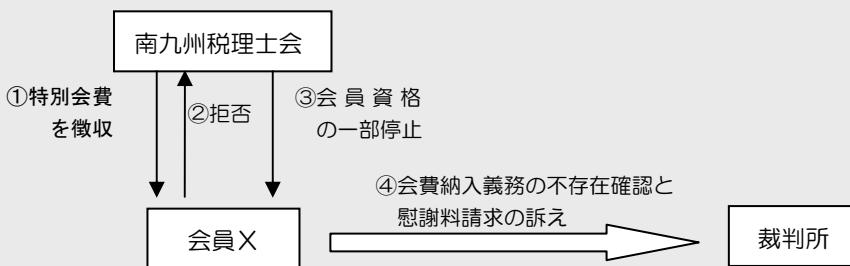 南九州税理士会
①特別会費
を徴収
②拒否
③会員資格
の一部停止
④会費納入義務の不存在確認と
慰謝料請求の訴え
会員X
裁判所